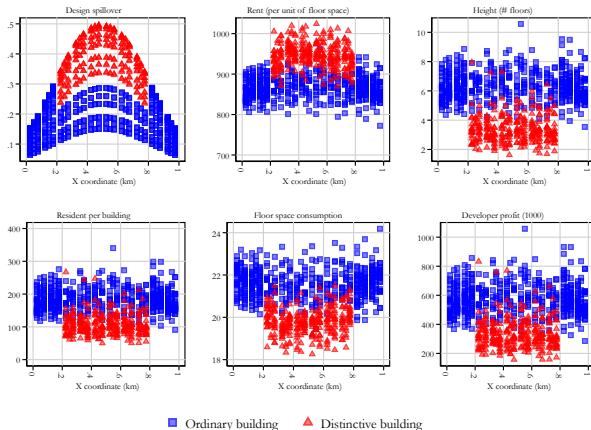 Design spillover
.5
.4
.3
.2
.1
0 .2 .4 .6 .8 1
X coordinate (km)
Rent (per unit of floor space)
1000
900
800
700
0 .2 .4 .6 .8 1
X coordinate (km)
Height (# floors)
10
8
6
4
2
0 .2 .4 .6 .8 1
X coordinate (km)
Resident per building
400
300
200
100
0
0 .2 .4 .6 .8 1
X coordinate (km)
Floor space consumption
24
22
20
18
0 .2 .4 .6 .8 1
X coordinate (km)
Developer profit (1000)
1000
800
600
400
200
0 .2 .4 .6 .8 1
X coordinate (km)
Ordinary building Distinctive building